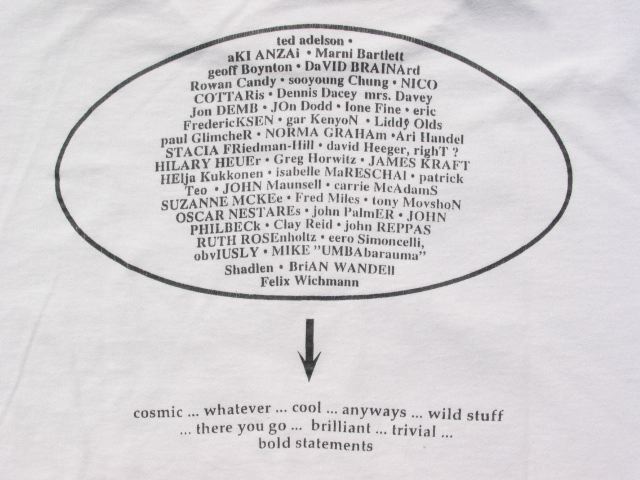 ted adelson •
aKI ANZAi • Marni Bartlett
geoff Boynton • DaVID BRAINArd
Rowan Candy • sooyoung Chung • NICO
COTTARis • Dennis Dacey mrs. Davey
Jon DEMB • JOn Dodd • Ione Fine • eric
FredericKSEN • gar KenyoN • Liddy Olds
paul GlimcheR • NORMA GRAHAm • Ari Handel
STACIA FRiedman-Hill • david Heeger, righT ?
HILARY HEUEr • Greg Horwitz • JAMES KRAFT
HElja Kukkonen • isabelle MaRESCHAl • patrick
Teo • JOHN Maunsell • carrie McAdamS
SUZANNE MCKEe • Fred Miles • tony MovshoN
OSCAR NESTAREs • john PalmER • JOHN
PHILBECk • Clay Reid • john REPPAS
RUTH ROSEnholtz • eero Simoncelli,
obvIUSLY • MIKE "UMBAbarauma"
Shadlen • BriAN WANDEll
Felix Wichmann
cosmic ... whatever ... cool ... anyways ... wild stuff
... there you go ... brilliant ... trivial ...
bold statements